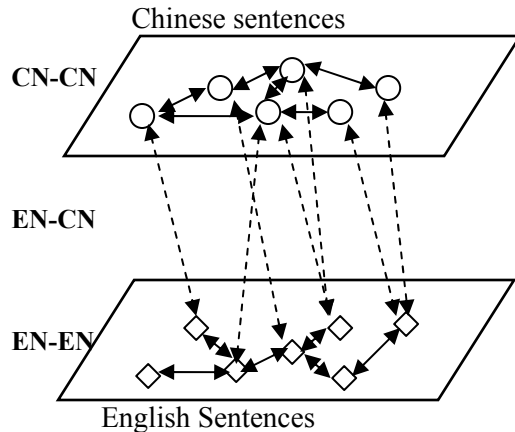 Chinese sentences
CN-CN
EN-CN
EN-EN
English Sentences